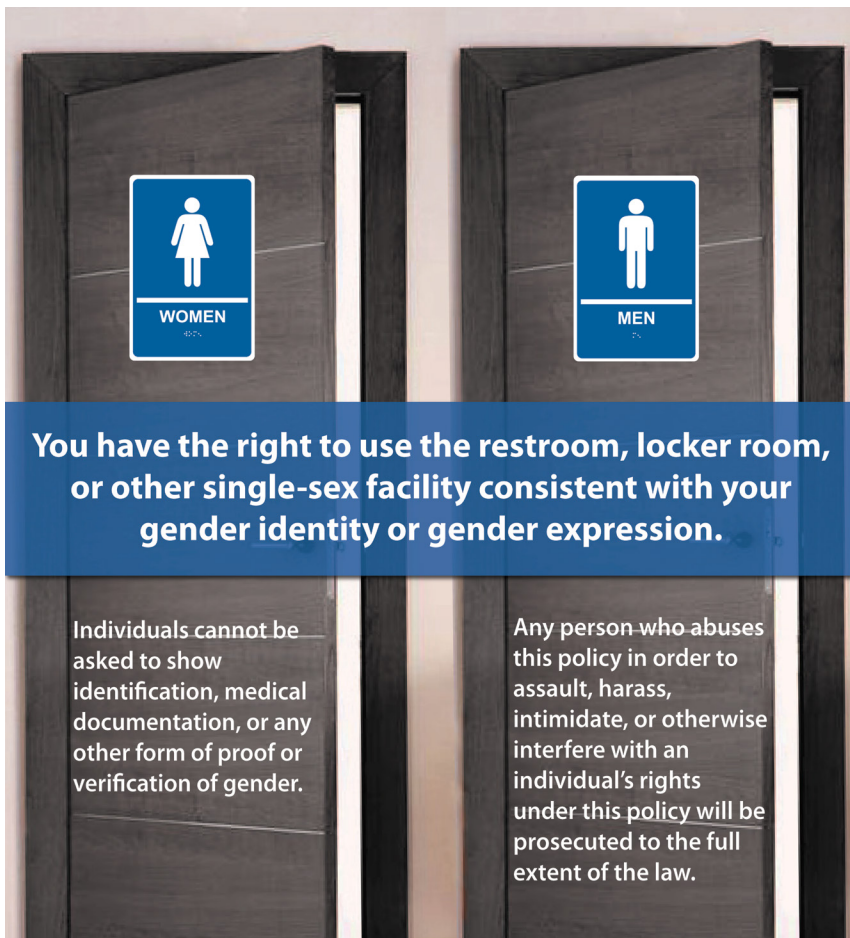 WOMEN
MEN
You have the right to use the restroom, locker room,
or other single-sex facility consistent with your
gender identity or gender expression.
Individuals cannot be
asked to show
identification, medical
documentation, or any
other form of proof or
verification of gender.
Any person who abuses
this policy in order to
assault, harass,
intimidate, or otherwise
interfere with an
individual’s rights
under this policy will be
prosecuted to the full
extent of the law.